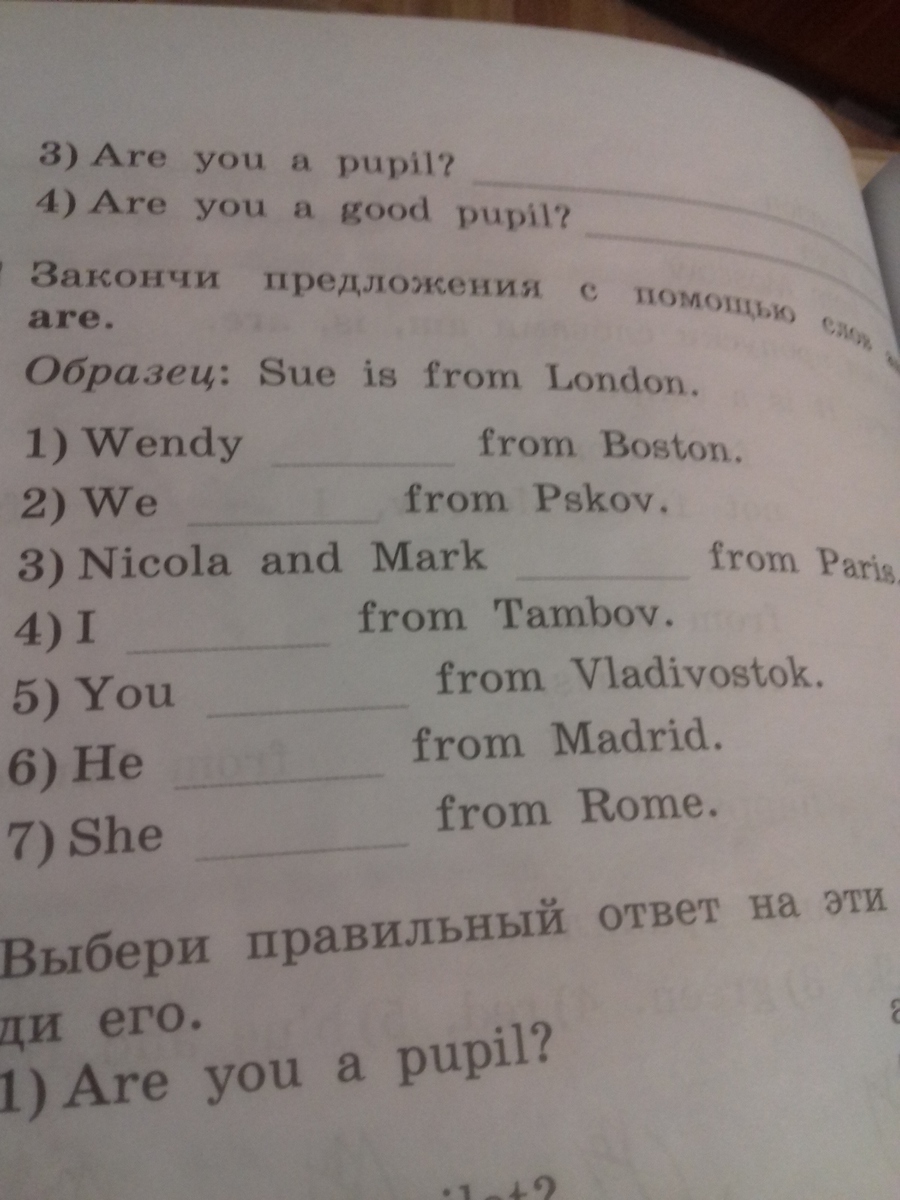 3) Are you a pupil?
4) Are you a good pupil?
Закончи предложения с помощью слов
are.
Образец: Sue is from London.
1) Wendy from Boston.
2) We from Pskov.
3) Nicola and Mark from Paris.
4) I from Tambov.
5) You from Vladivostok.
6) He from Madrid.
7) She from Rome.
Выбери правильный ответ на эти
ди его.
1) Are you a pupil?